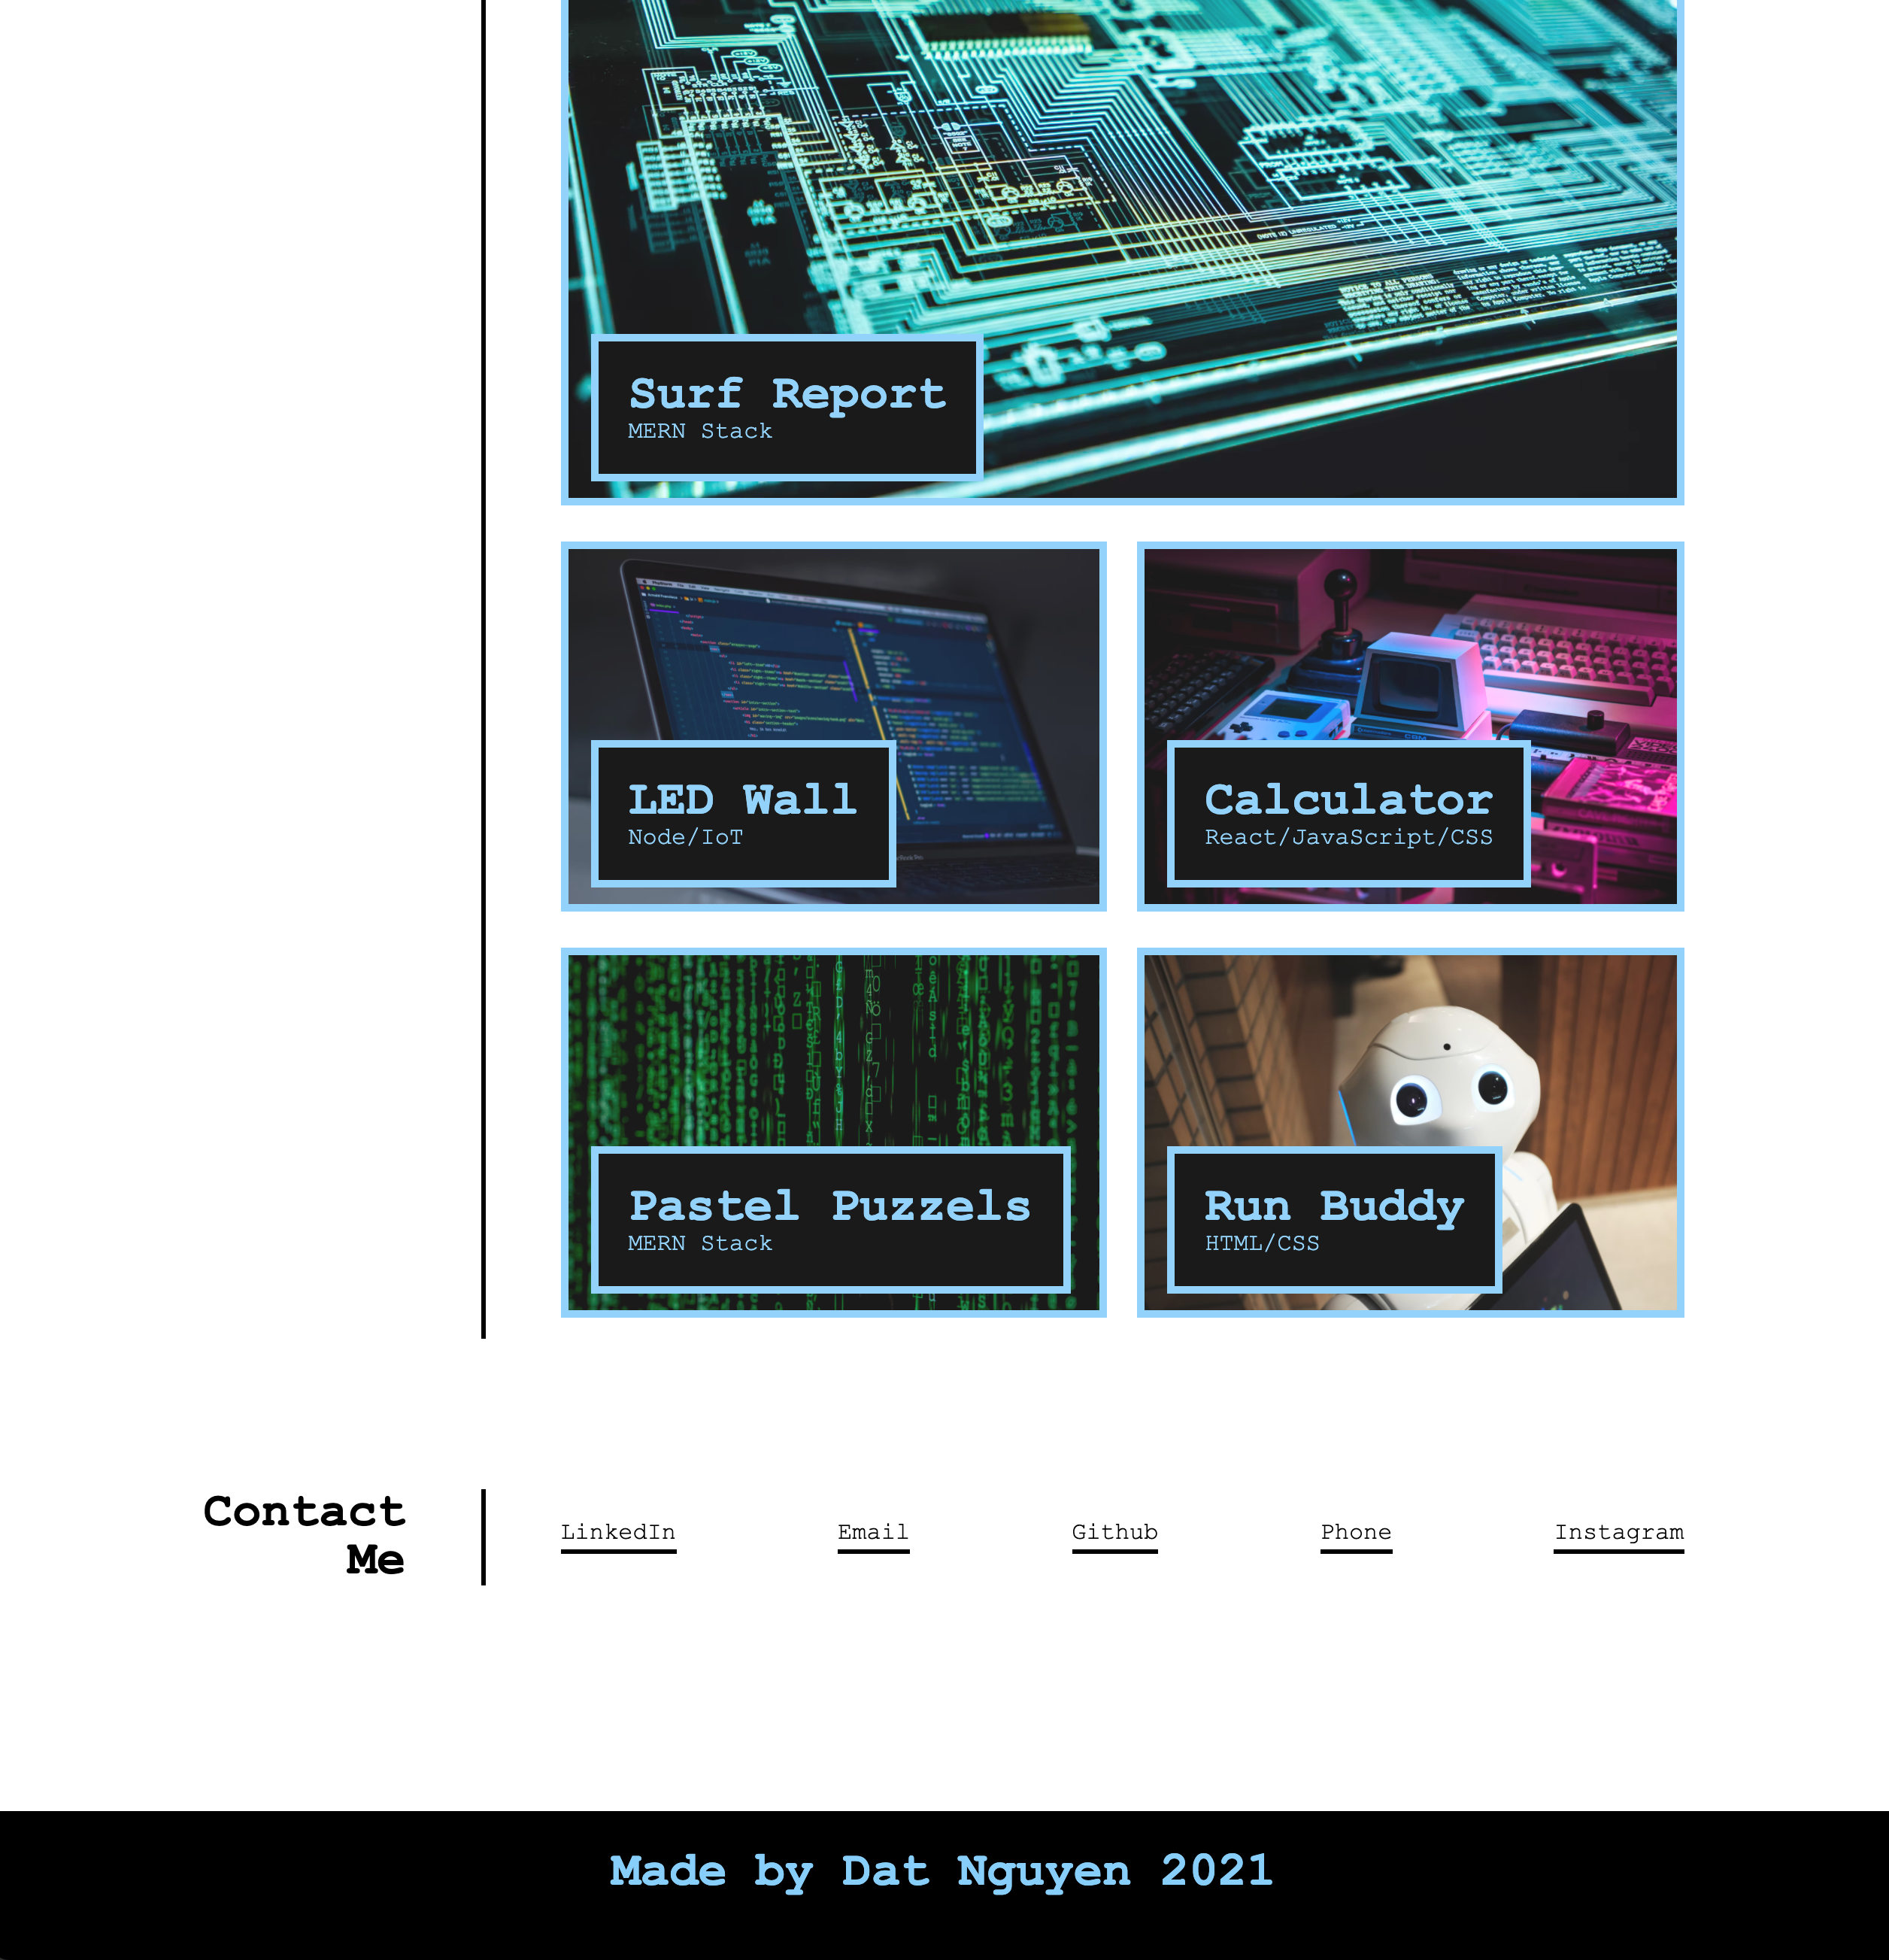 Surf Report
MERN Stack
LED Wall
Node/IoT
Calculator
React/JavaScript/CSS
Pastel Puzzels
MERN Stack
Run Buddy
HTML/CSS
Contact
Me
LinkedIn
Email
Github
Phone
Instagram
Made by Dat Nguyen 2021